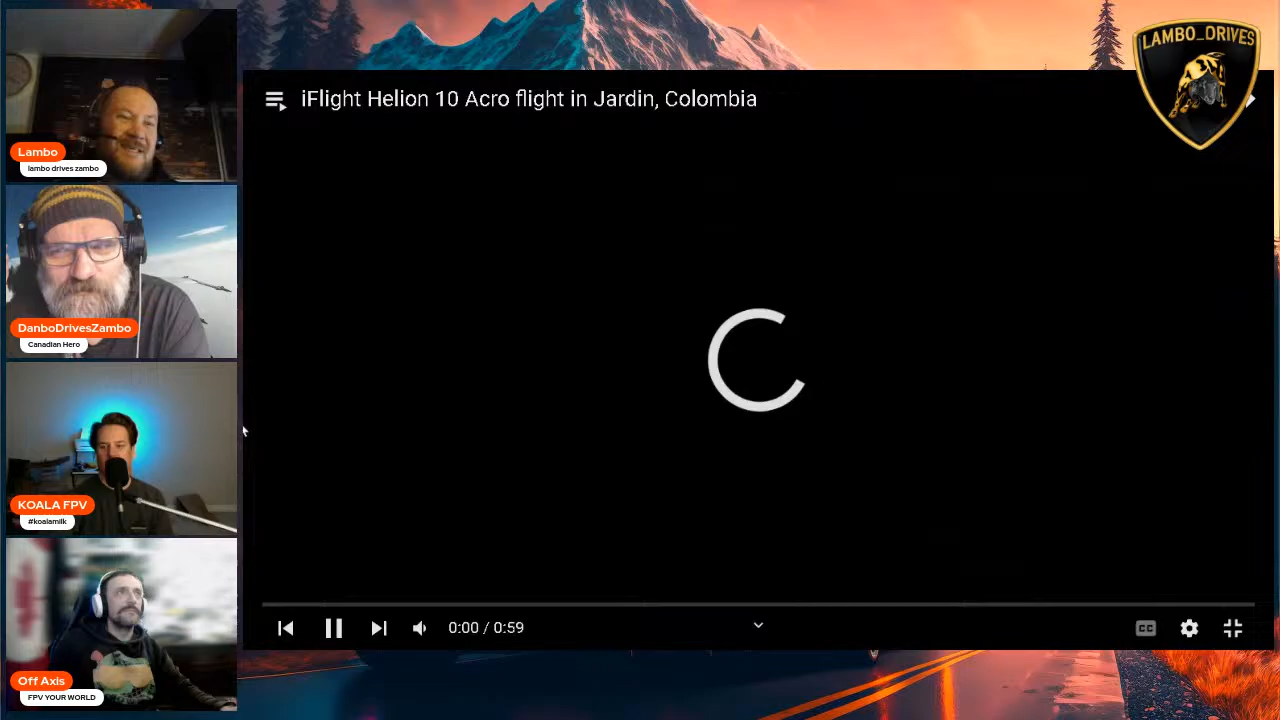 iFlight Helion 10 Acro flight in Jardin, Colombia
LAMBO_DRIVES
Lambo
lambo drives zambo
DanboDrivesZambo
Canadian Hero
KOALA FPV
#koalamilk
Off Axis
FPV YOUR WORLD
0:00 / 0:59
CC